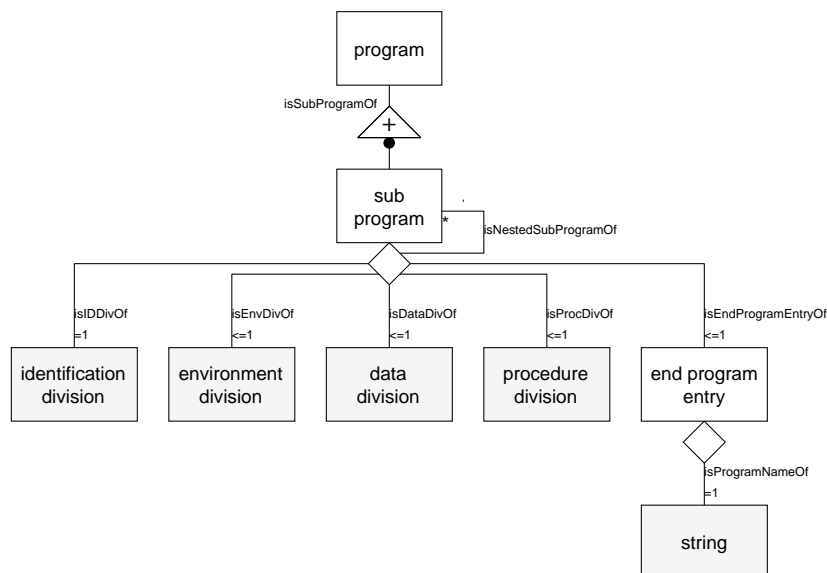 program
isSubProgramOf
+
sub
program
*
isNestedSubProgramOf
isIDDivOf
=1
isEnvDivOf
<=1
isDataDivOf
<=1
isProcDivOf
<=1
isEndProgramEntryOf
<=1
identification
division
environment
division
data
division
procedure
division
end program
entry
isProgramNameOf
=1
string